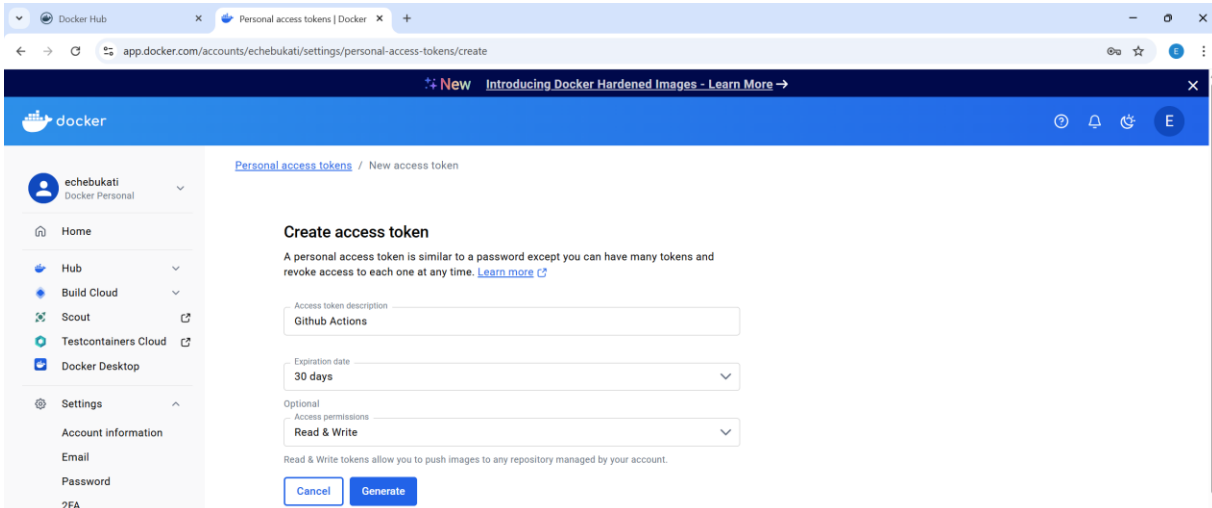 Docker Hub
Personal access tokens | Docker
app.docker.com/accounts/echebukati/settings/personal-access-tokens/create
E
New Introducing Docker Hardened Images - Learn More →
docker
E
echebukati
Docker Personal
Home
Hub
Build Cloud
Scout
Testcontainers Cloud
Docker Desktop
Settings
Account information
Email
Password
2FA
Personal access tokens / New access token
Create access token
A personal access token is similar to a password except you can have many tokens and
revoke access to each one at any time. Learn more
Access token description
Github Actions
Expiration date
30 days
Optional
Access permissions
Read & Write
Read & Write tokens allow you to push images to any repository managed by your account.
Cancel Generate